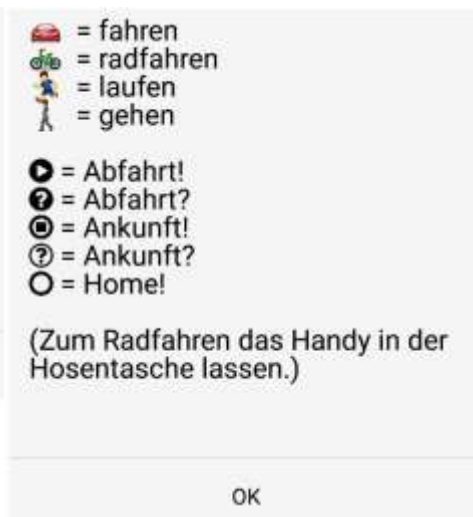 = fahren
= radfahren
= laufen
= gehen
= Abfahrt!
? = Abfahrt?
= Ankunft!
? = Ankunft?
= Home!
(Zum Radfahren das Handy in der
Hosentasche lassen.)
OK